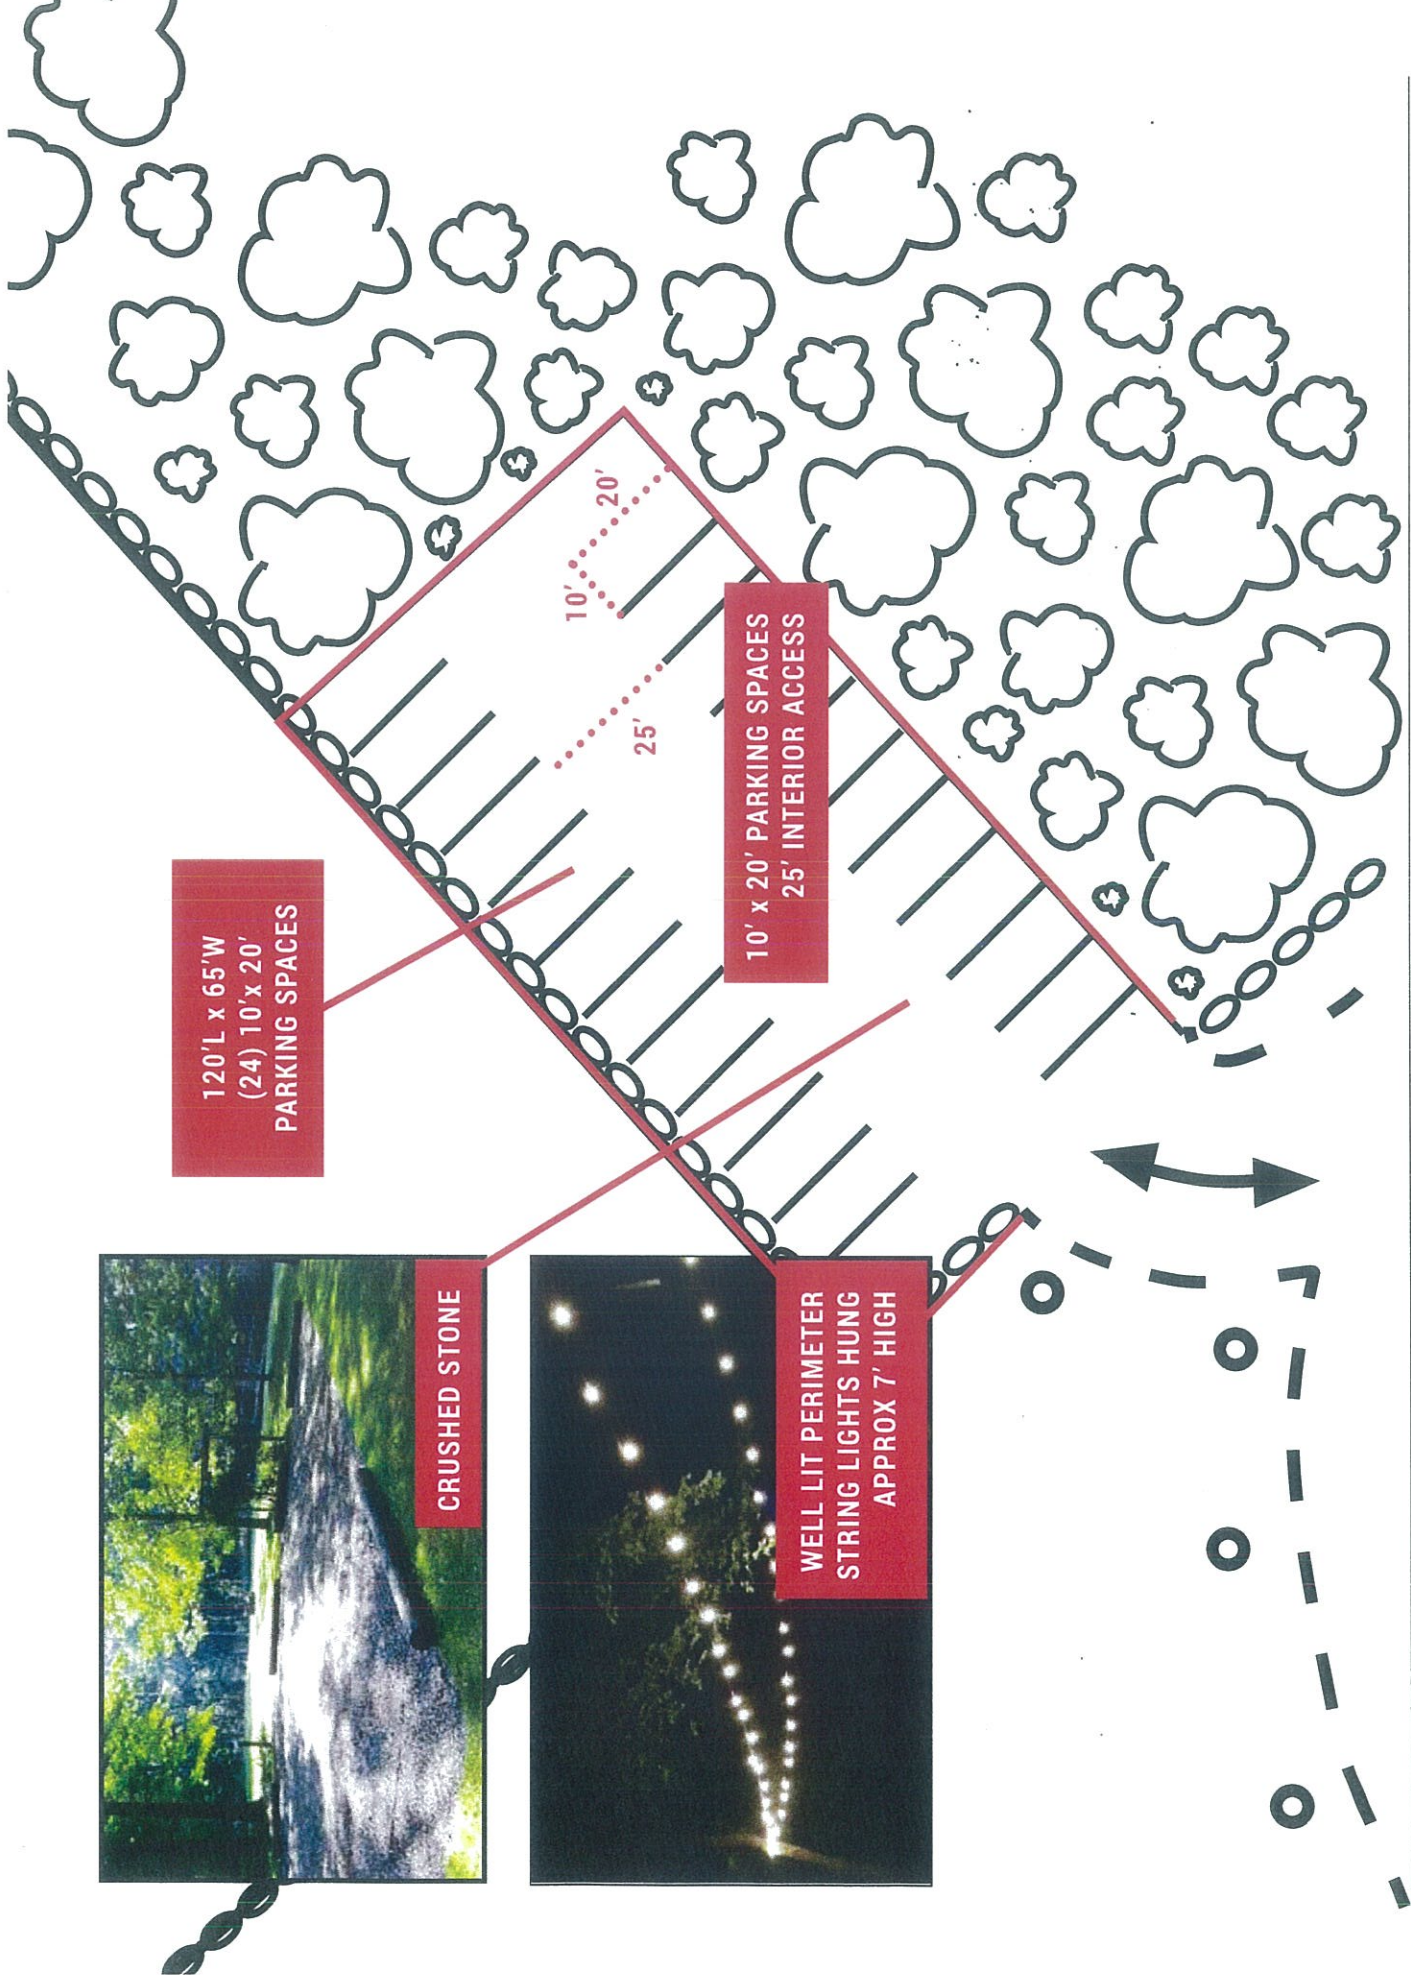 120'L x 65'W
(24) 10'x 20'
PARKING SPACES
10'
20'
25'
10' x 20' PARKING SPACES
25' INTERIOR ACCESS
CRUSHED STONE
WELL LIT PERIMETER
STRING LIGHTS HUNG
APPROX 7' HIGH